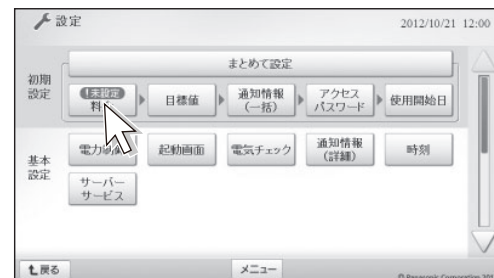 設定 2012/10/21 12:00
まとめて設定
初期
設定
!未設定
料
目標値
通知情報
(一括)
アクセス
パスワード
使用開始日
基本
設定
電力
起動画面
電気チェック
通知情報
(詳細)
時刻
サーバー
サービス
戻る
メニュー
© Panasonic Corporation 201